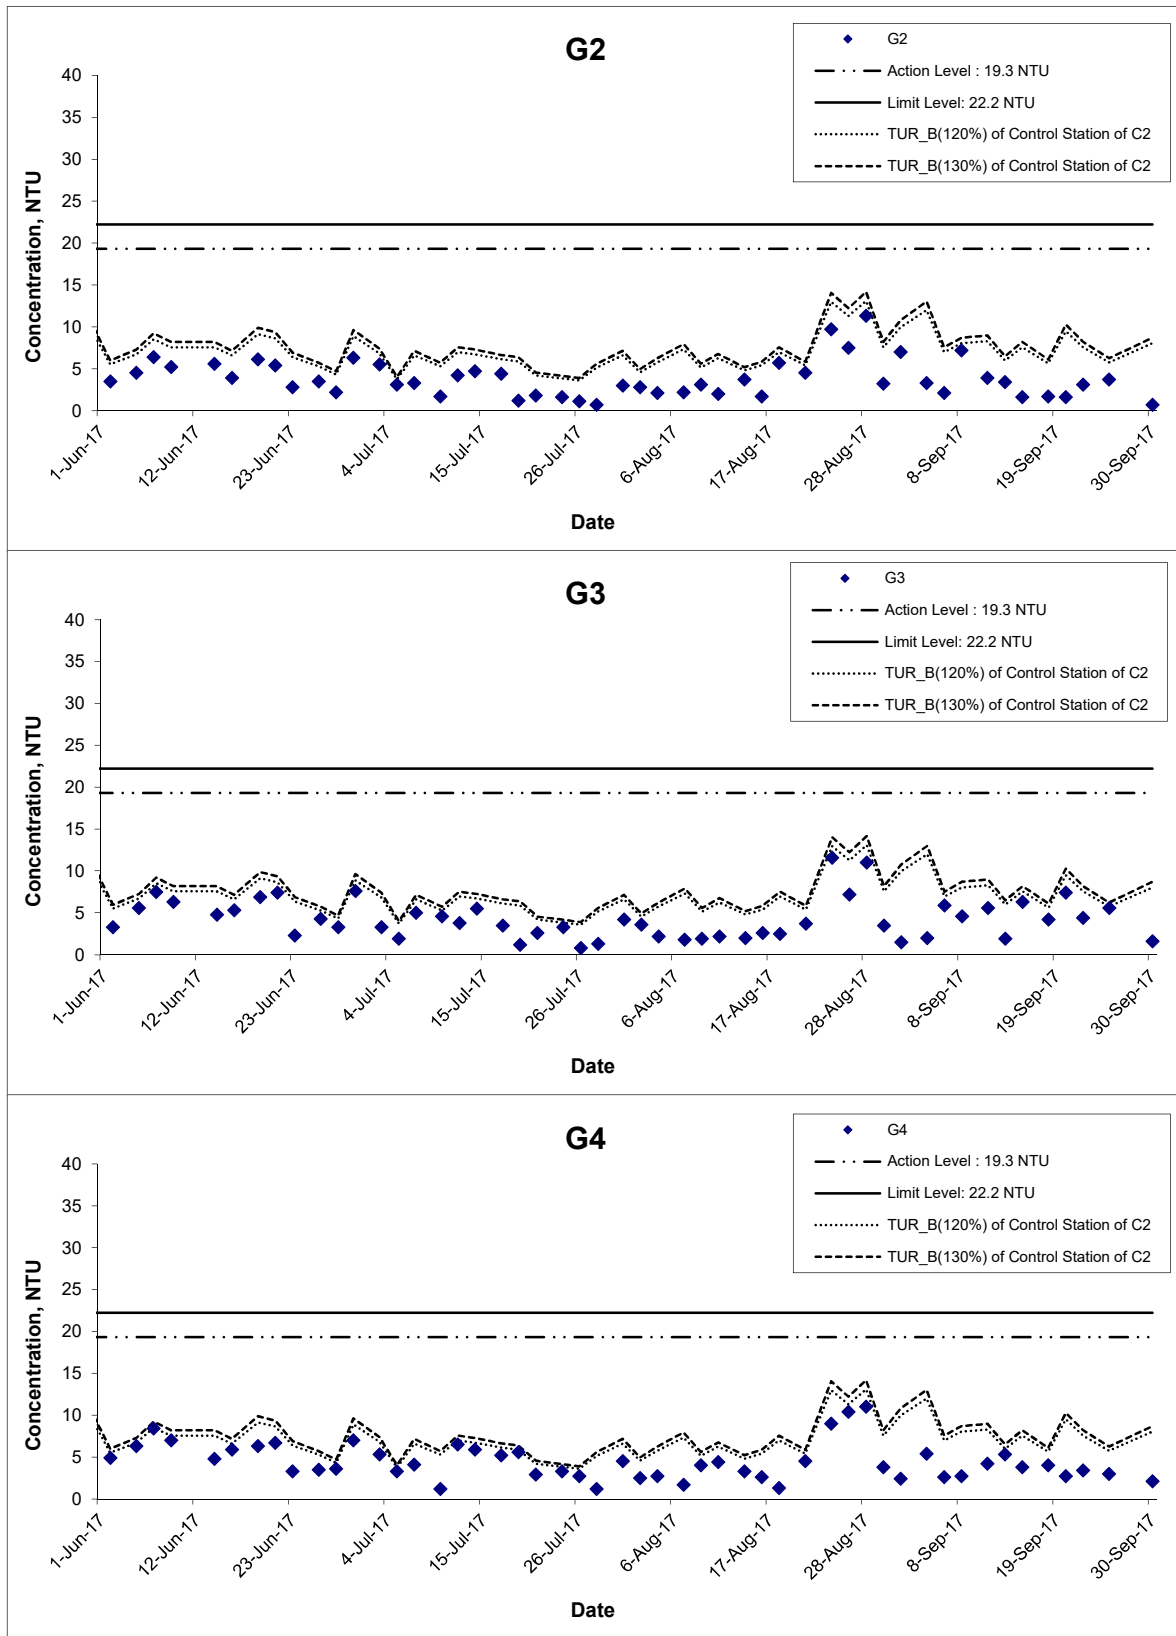 G2
G2
Action Level : 19.3 NTU
Limit Level: 22.2 NTU
TUR_B(120%) of Control Station of C2
TUR_B(130%) of Control Station of C2
Concentration, NTU
40
35
30
25
20
15
10
5
0
1-Jun-17
12-Jun-17
23-Jun-17
4-Jul-17
15-Jul-17
26-Jul-17
6-Aug-17
17-Aug-17
28-Aug-17
8-Sep-17
19-Sep-17
30-Sep-17
Date
G3
G3
Action Level : 19.3 NTU
Limit Level: 22.2 NTU
TUR_B(120%) of Control Station of C2
TUR_B(130%) of Control Station of C2
Concentration, NTU
40
35
30
25
20
15
10
5
0
1-Jun-17
12-Jun-17
23-Jun-17
4-Jul-17
15-Jul-17
26-Jul-17
6-Aug-17
17-Aug-17
28-Aug-17
8-Sep-17
19-Sep-17
30-Sep-17
Date
G4
G4
Action Level : 19.3 NTU
Limit Level: 22.2 NTU
TUR_B(120%) of Control Station of C2
TUR_B(130%) of Control Station of C2
Concentration, NTU
40
35
30
25
20
15
10
5
0
1-Jun-17
12-Jun-17
23-Jun-17
4-Jul-17
15-Jul-17
26-Jul-17
6-Aug-17
17-Aug-17
28-Aug-17
8-Sep-17
19-Sep-17
30-Sep-17
Date